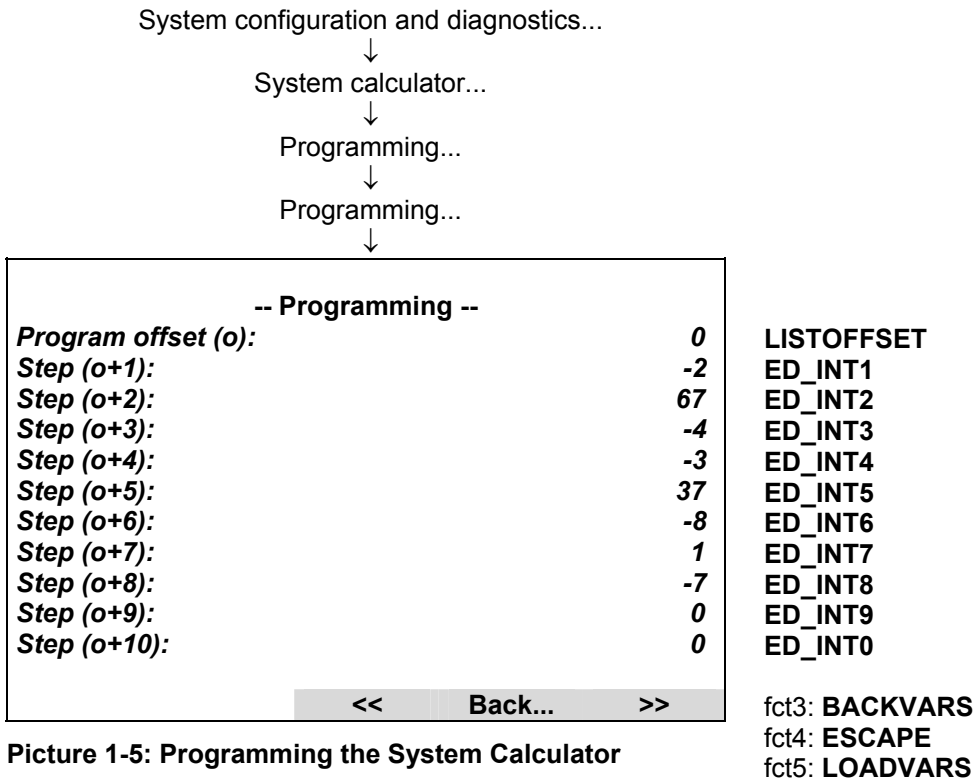 System configuration and diagnostics...
↓
System calculator...
↓
Programming...
↓
Programming...
↓
-- Programming --
Program offset (o): 0 LISTOFFSET
Step (o+1): -2 ED_INT1
Step (o+2): 67 ED_INT2
Step (o+3): -4 ED_INT3
Step (o+4): -3 ED_INT4
Step (o+5): 37 ED_INT5
Step (o+6): -8 ED_INT6
Step (o+7): 1 ED_INT7
Step (o+8): -7 ED_INT8
Step (o+9): 0 ED_INT9
Step (o+10): 0 ED_INT0
<< Back... >>
fct3: BACKVARS
fct4: ESCAPE
fct5: LOADVARS
Picture 1-5: Programming the System Calculator